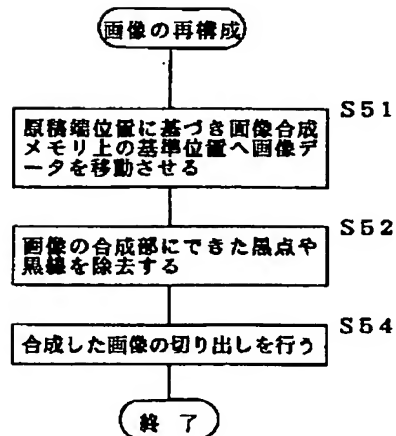 画像の再構成
S51
原稿端位置に基づき画像合成
メモリ上の基準位置へ画像デ
ータを移動させる
S52
画像の合成部にできた黒点や
黒線を除去する
S54
合成した画像の切り出しを行う
終 了